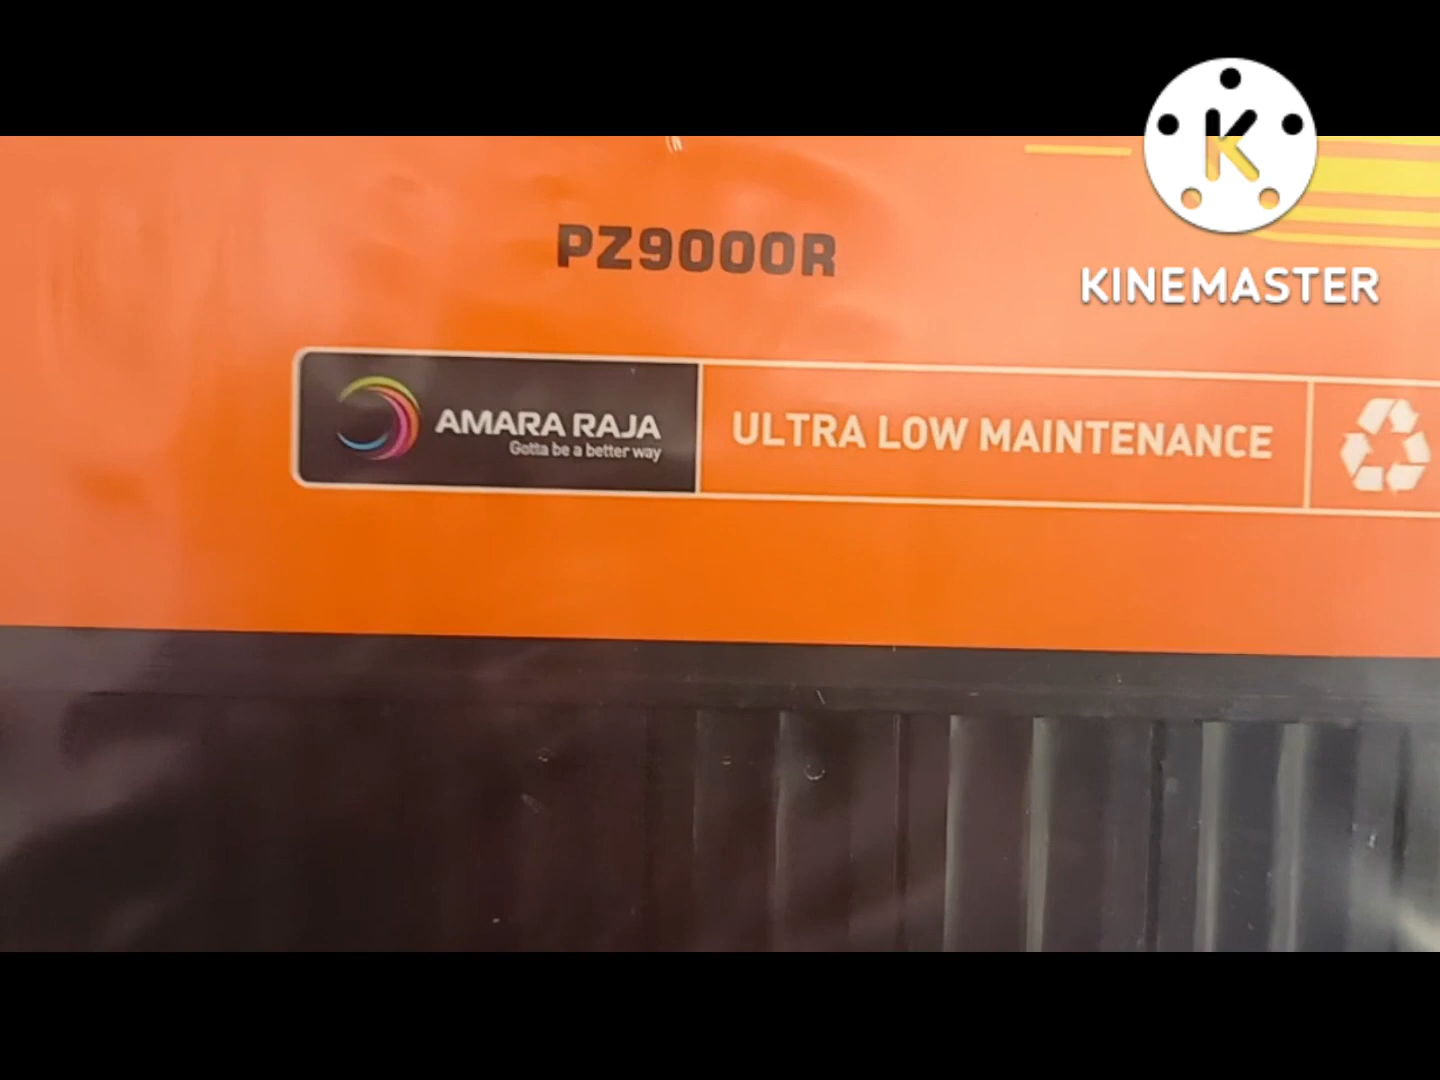 K
KINEMASTER
PZ9000R
AMARA RAJA
Gotta be a better way
ULTRA LOW MAINTENANCE